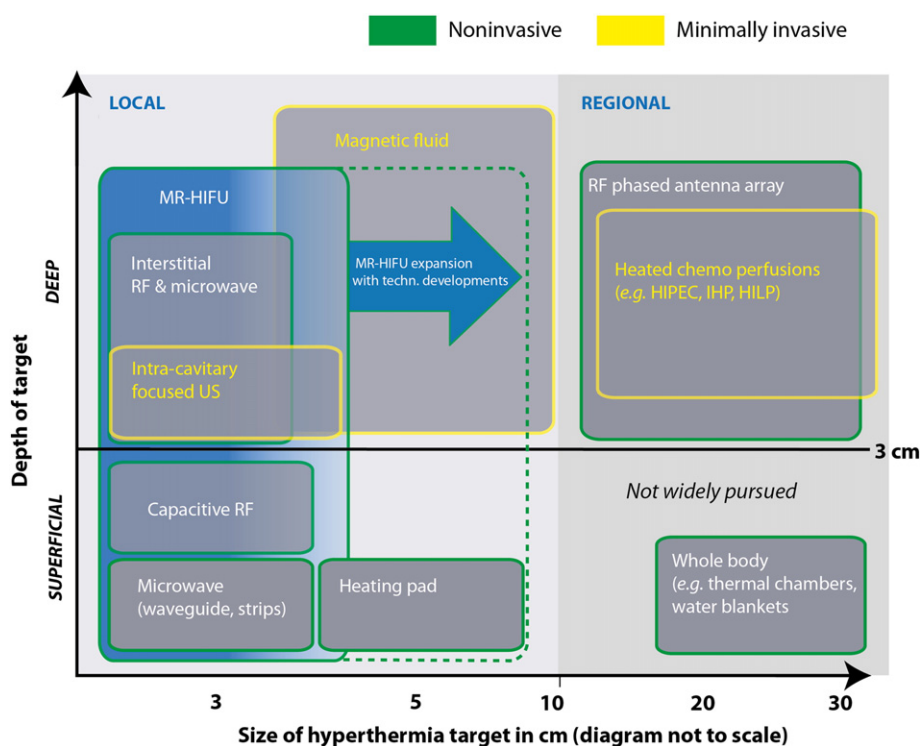 Noninvasive
Minimally invasive
LOCAL
REGIONAL
Magnetic fluid
MR-HIFU
RF phased antenna array
Interstitial
RF & microwave
MR-HIFU expansion
with techn. developments
Heated chemo perfusions
(e.g. HIPEC, IHP, HILP)
Intra-cavitary
focused US
DEEP
Depth of target
SUPERFICIAL
3 cm
Not widely pursued
Capacitive RF
Microwave
(waveguide, strips)
Heating pad
Whole body
(e.g. thermal chambers,
water blankets
3
5
10
20
30
Size of hyperthermia target in cm (diagram not to scale)